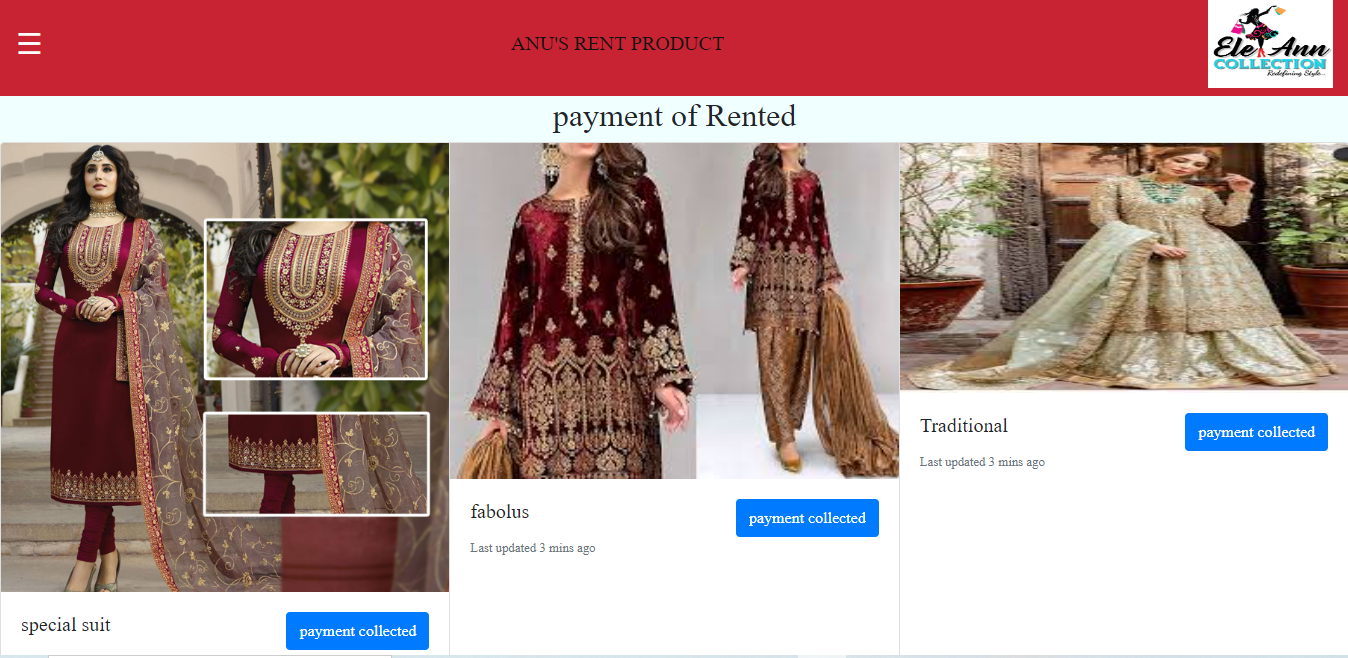 ☰
ANU'S RENT PRODUCT
Ele Ann
COLLECTION
Redefining Style...
payment of Rented
special suit
payment collected
fabolus
payment collected
Last updated 3 mins ago
Traditional
payment collected
Last updated 3 mins ago